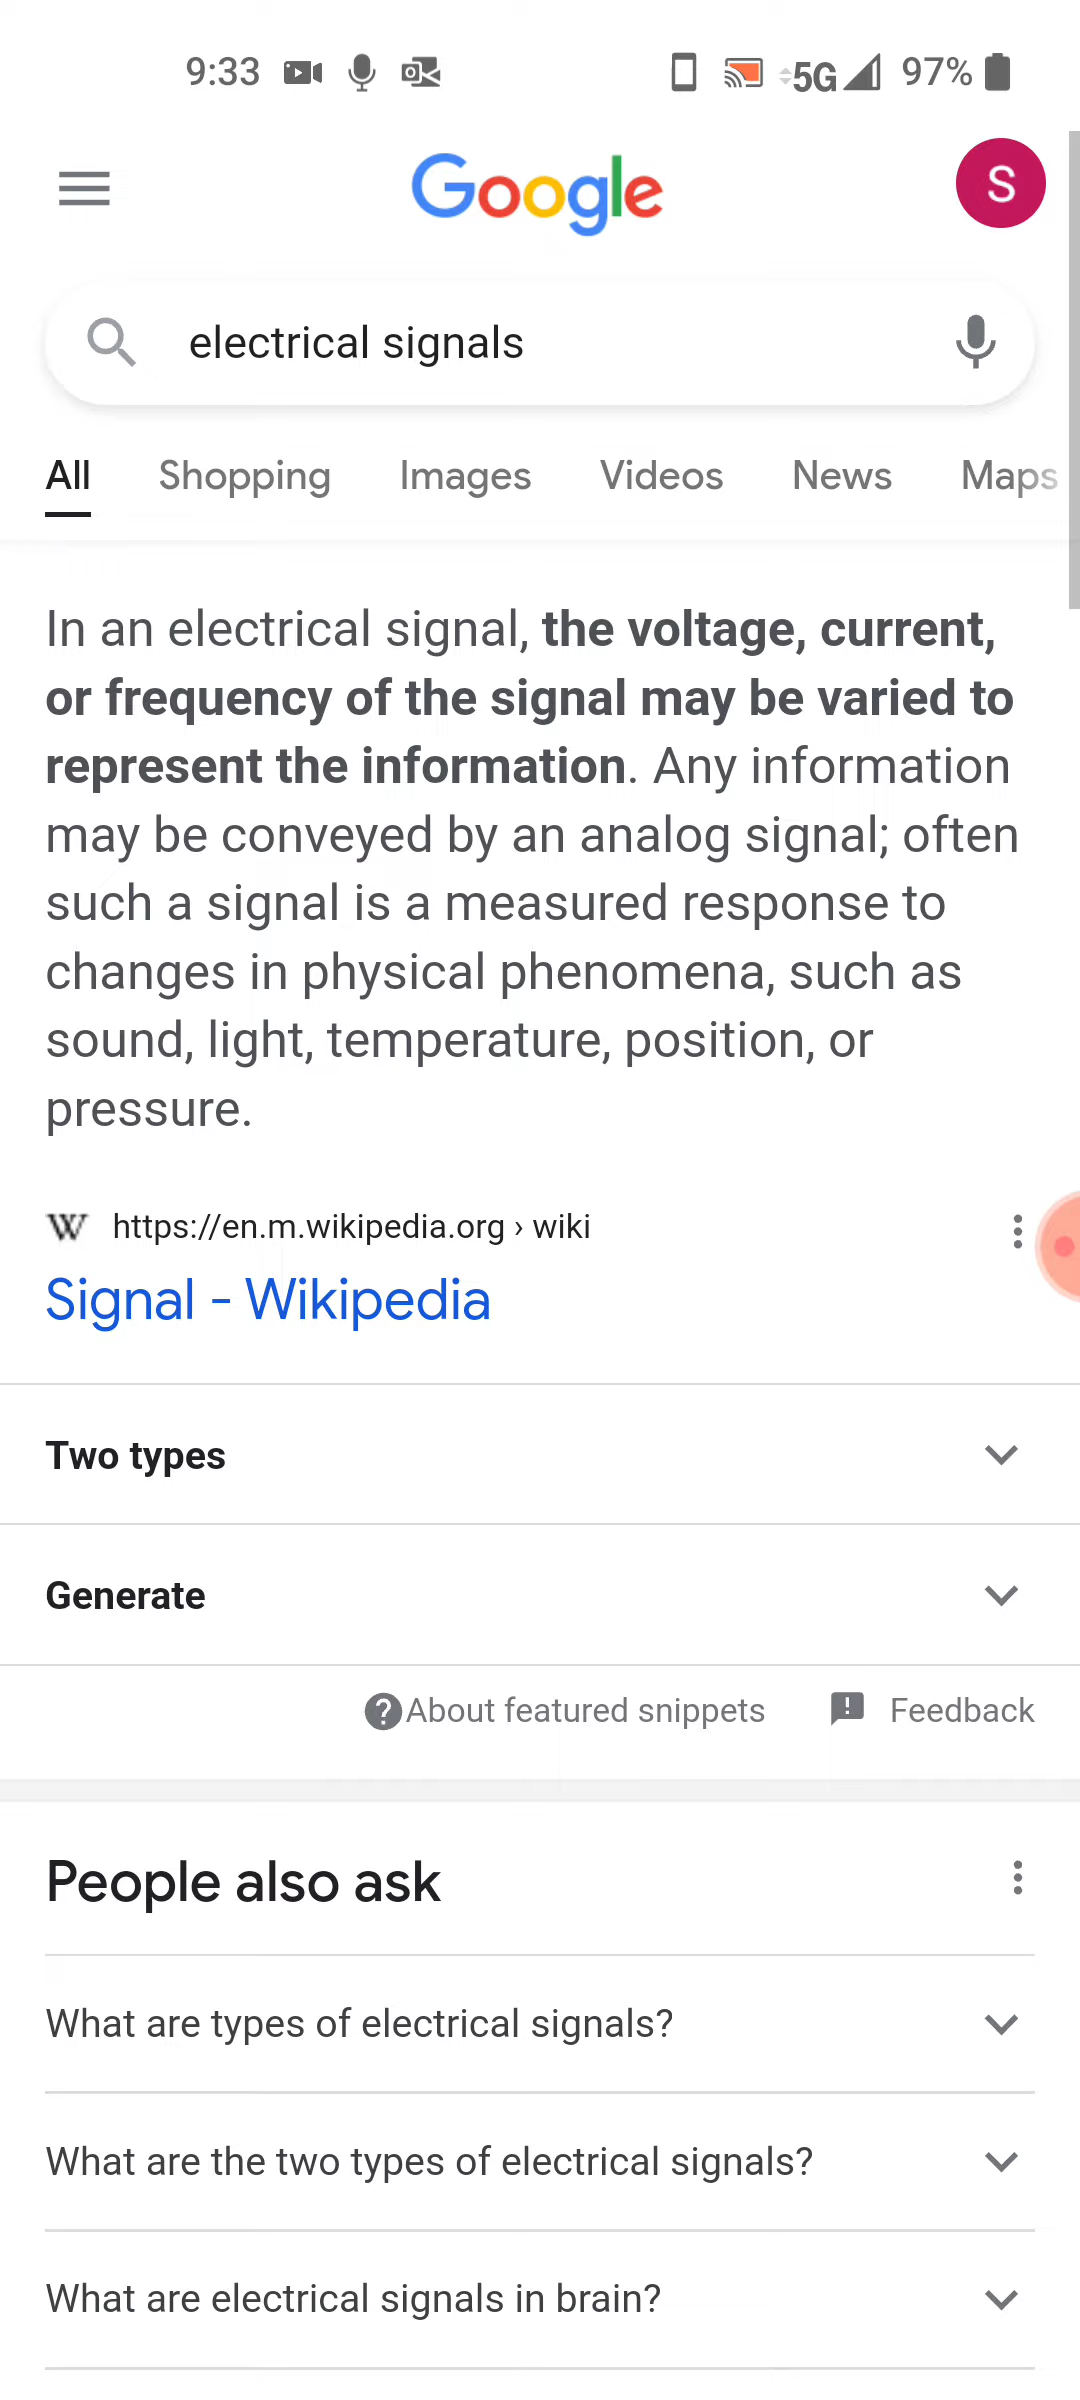 9:33 5G 97%
Google
S
electrical signals
All Shopping Images Videos News Maps
In an electrical signal, the voltage, current,
or frequency of the signal may be varied to
represent the information. Any information
may be conveyed by an analog signal; often
such a signal is a measured response to
changes in physical phenomena, such as
sound, light, temperature, position, or
pressure.
W https://en.m.wikipedia.org › wiki
Signal - Wikipedia
Two types
Generate
About featured snippets Feedback
People also ask
What are types of electrical signals?
What are the two types of electrical signals?
What are electrical signals in brain?